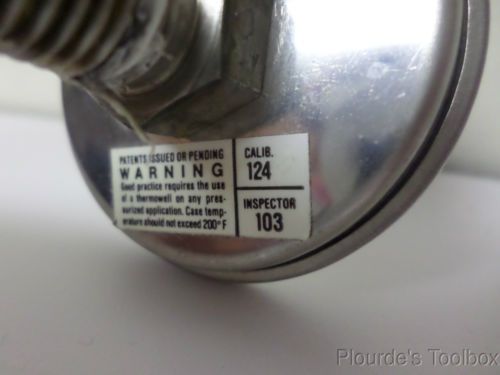 PATENTS ISSUED OR PENDING
WARNING
Good practice requires the use
of a thermowell on any pres-
surized application. Case temp-
erature should not exceed 200°F
CALIB.
124
INSPECTOR
103
Plourde's Toolbox